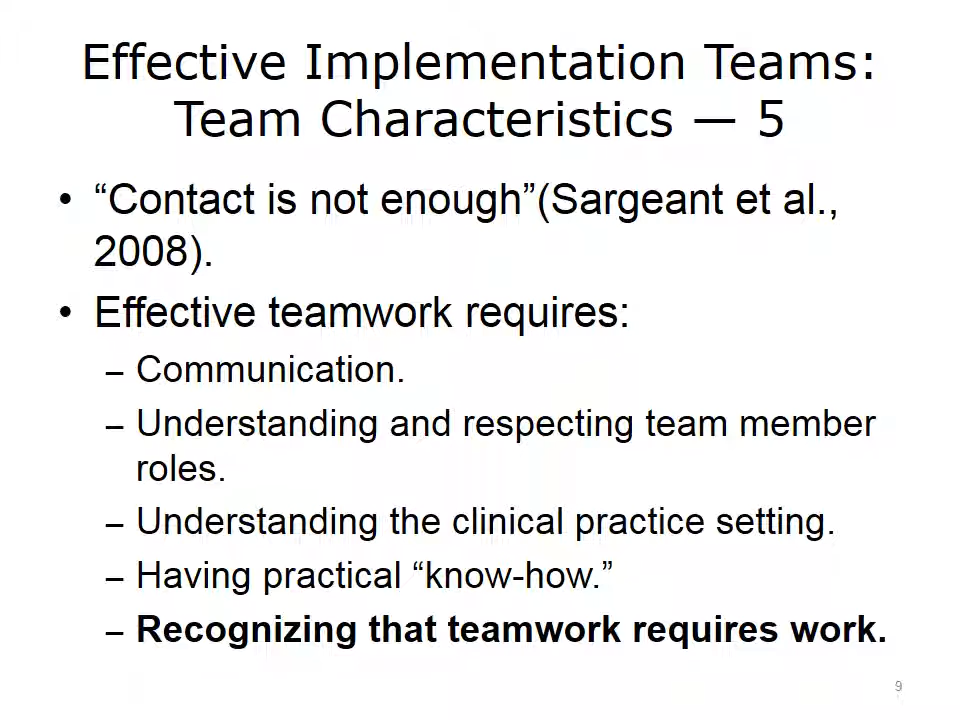 Effective Implementation Teams:
Team Characteristics — 5
• “Contact is not enough”(Sargeant et al.,
2008).
• Effective teamwork requires:
– Communication.
– Understanding and respecting team member
roles.
– Understanding the clinical practice setting.
– Having practical “know-how.”
– Recognizing that teamwork requires work.
9